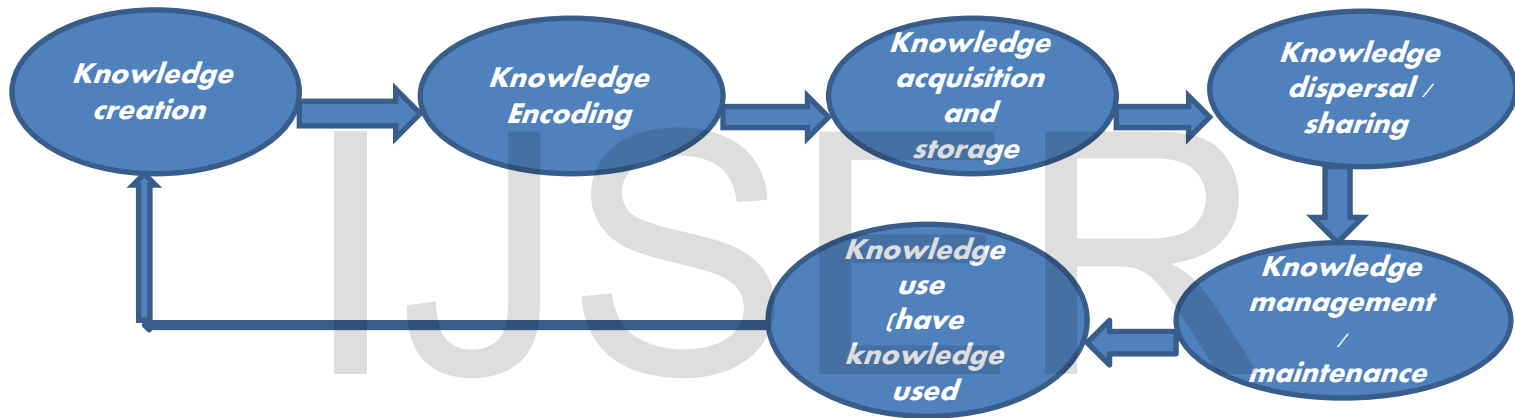 Knowledge
creation
Knowledge
Encoding
Knowledge
acquisition
and
storage
Knowledge
dispersal /
sharing
Knowledge
management
/
maintenance
Knowledge
use
(have
knowledge
used
IJSER